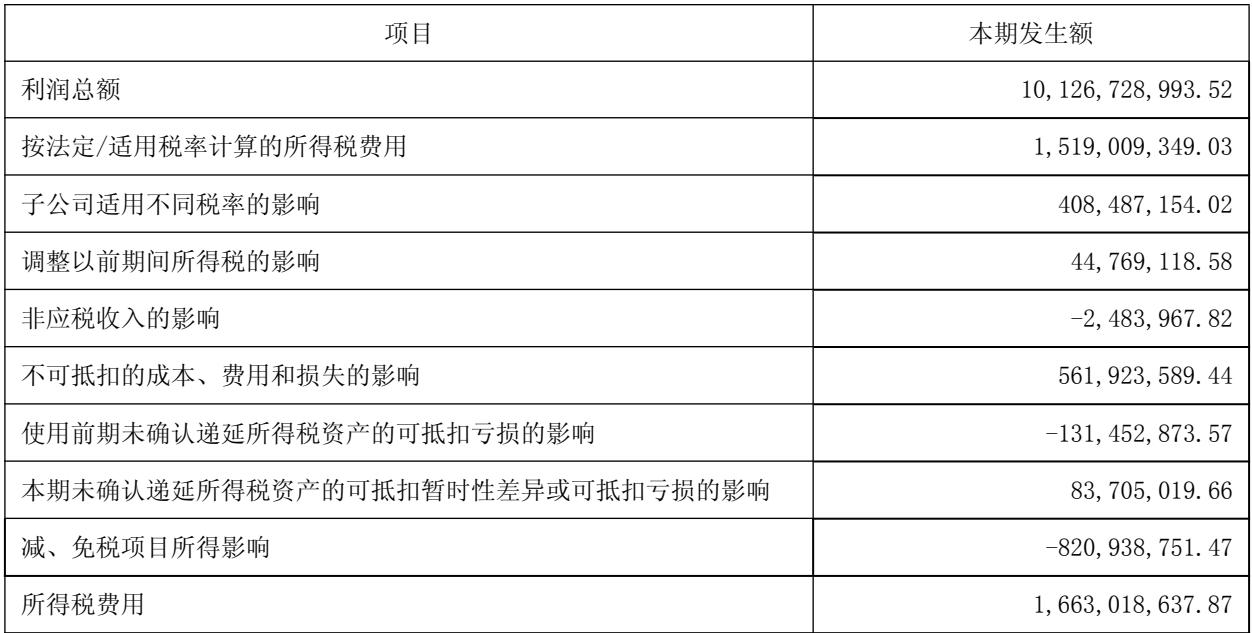 项目 本期发生额
利润总额 10,126,728,993.52
按法定/适用税率计算的所得税费用 1,519,009,349.03
子公司适用不同税率的影响 408,487,154.02
调整以前期间所得税的影响 44,769,118.58
非应税收入的影响 -2,483,967.82
不可抵扣的成本、费用和损失的影响 561,923,589.44
使用前期未确认递延所得税资产的可抵扣亏损的影响 -131,452,873.57
本期未确认递延所得税资产的可抵扣暂时性差异或可抵扣亏损的影响 83,705,019.66
减、免税项目所得影响 -820,938,751.47
所得税费用 1,663,018,637.87